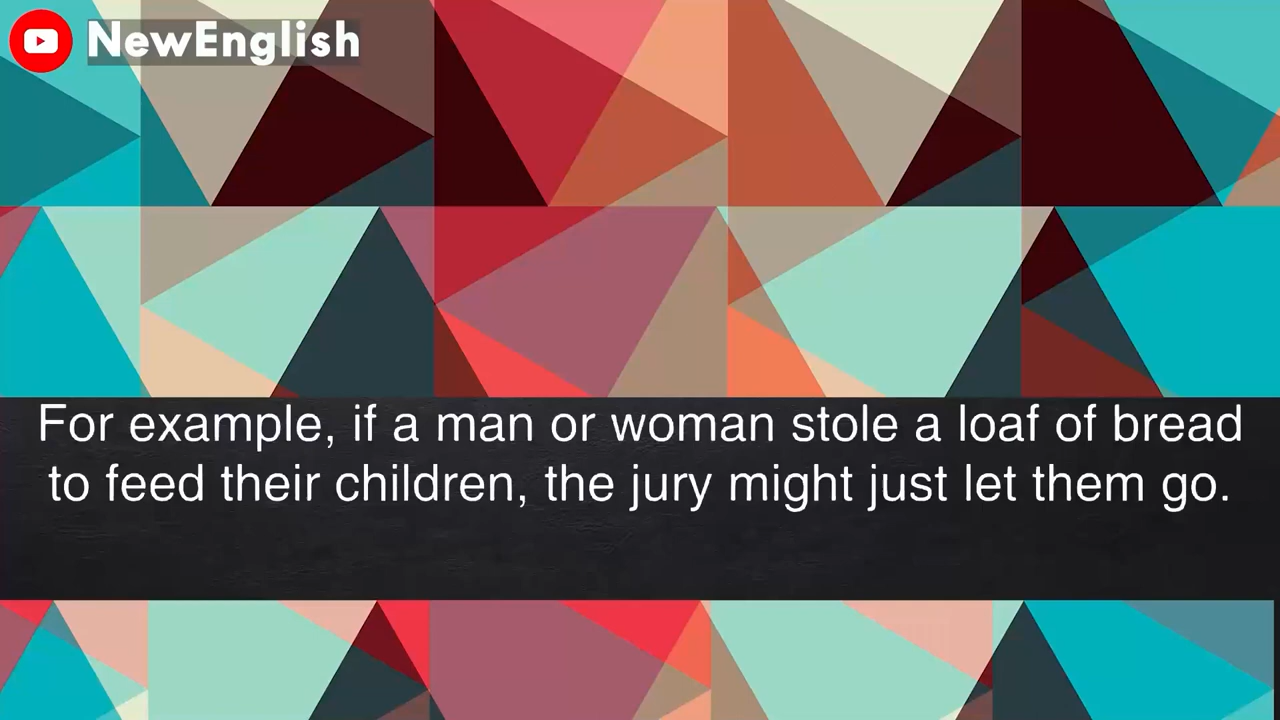 NewEnglish
For example, if a man or woman stole a loaf of bread
to feed their children, the jury might just let them go.